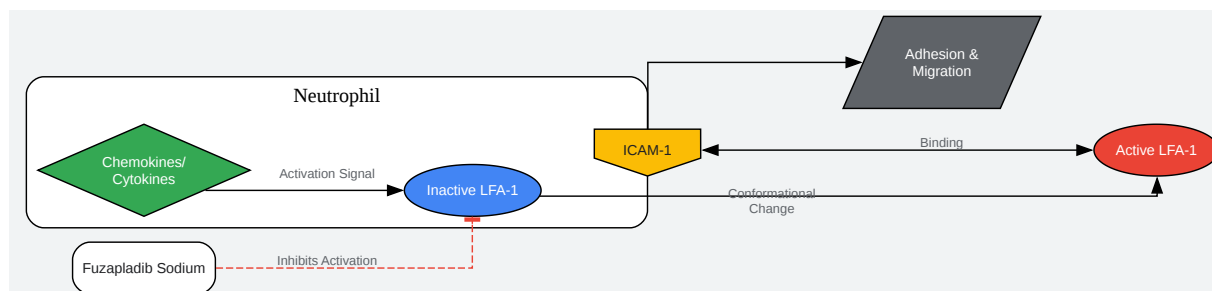 Adhesion &
Migration
Neutrophil
Chemokines/
Cytokines
Activation Signal
Inactive LFA-1
ICAM-1
Binding
Active LFA-1
Conformational
Change
Fuzapladib Sodium
Inhibits Activation